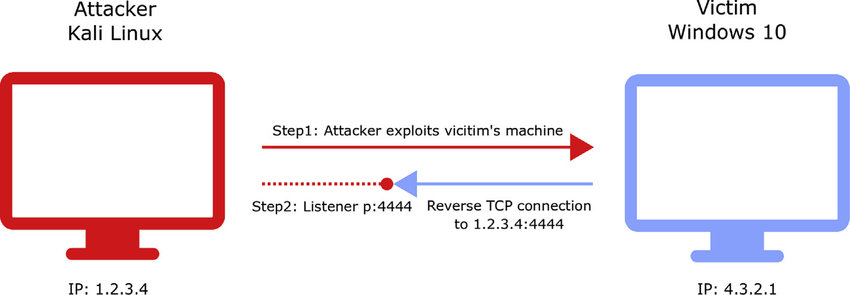 Attacker
Kali Linux
Victim
Windows 10
Step1: Attacker exploits vicitim's machine
Step2: Listener p:4444
Reverse TCP connection
to 1.2.3.4:4444
IP: 1.2.3.4
IP: 4.3.2.1